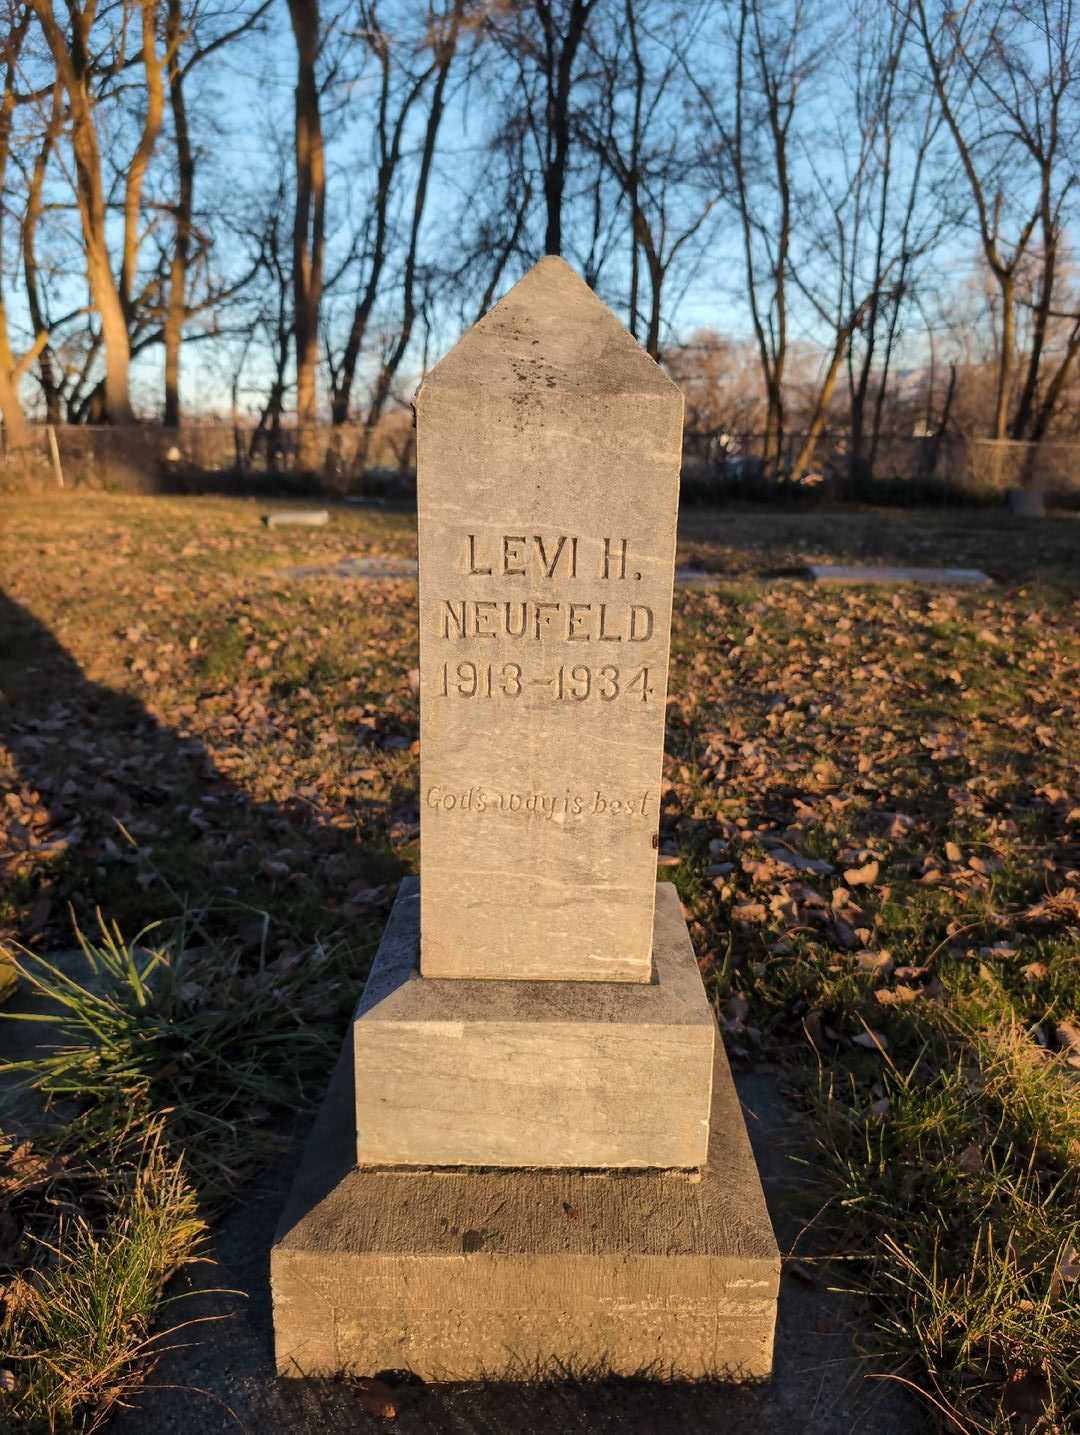 LEVI H.
NEUFELD
1913-1934
God's way is best